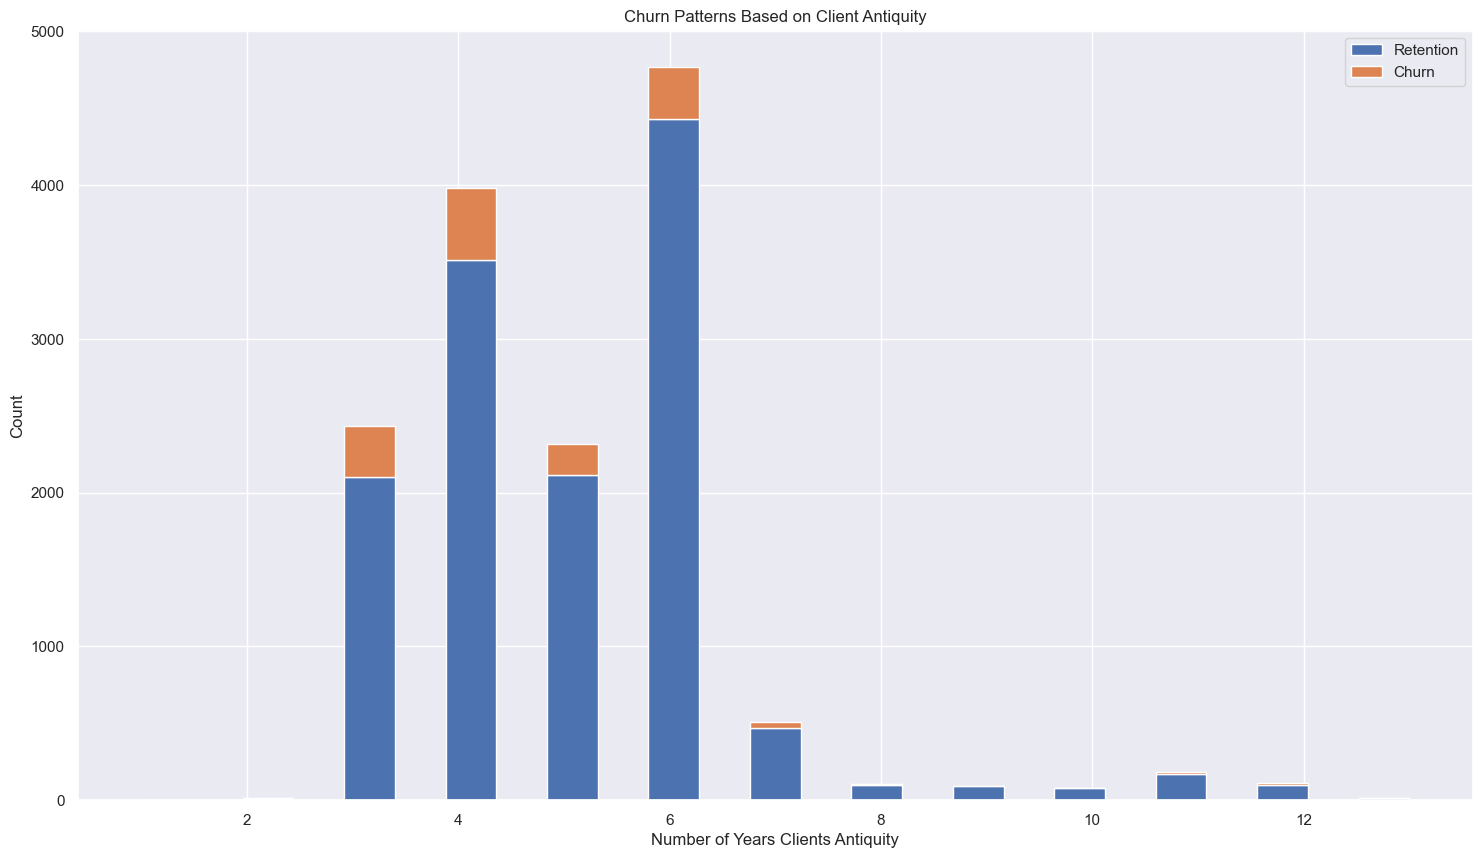 Churn Patterns Based on Client Antiquity
Retention
Churn
5000
4000
3000
2000
1000
0
Count
2 4 6 8 10 12
Number of Years Clients Antiquity